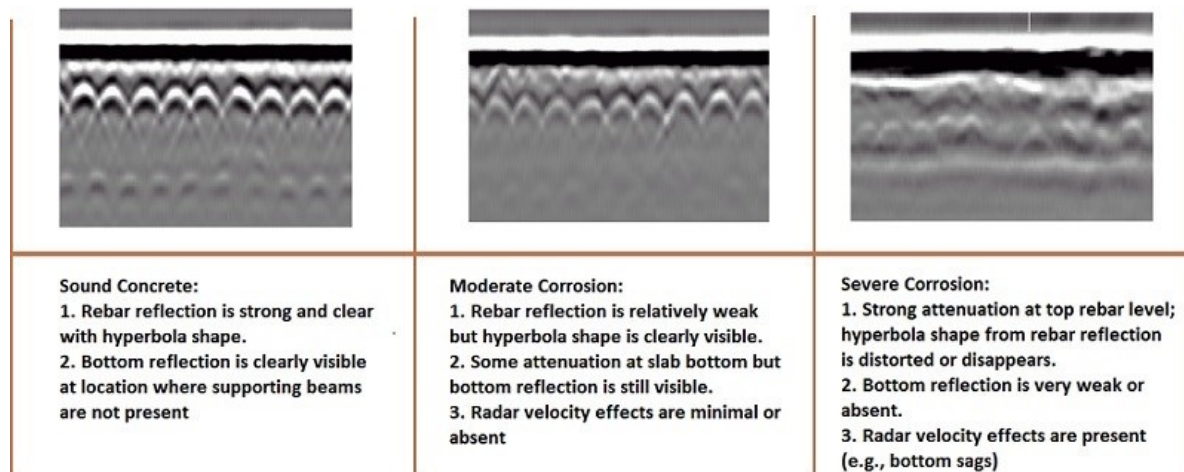 Sound Concrete:
1. Rebar reflection is strong and clear
with hyperbola shape.
2. Bottom reflection is clearly visible
at location where supporting beams
are not present
Moderate Corrosion:
1. Rebar reflection is relatively weak
but hyperbola shape is clearly visible.
2. Some attenuation at slab bottom but
bottom reflection is still visible.
3. Radar velocity effects are minimal or
absent
Severe Corrosion:
1. Strong attenuation at top rebar level;
hyperbola shape from rebar reflection
is distorted or disappears.
2. Bottom reflection is very weak or
absent.
3. Radar velocity effects are present
(e.g., bottom sags)